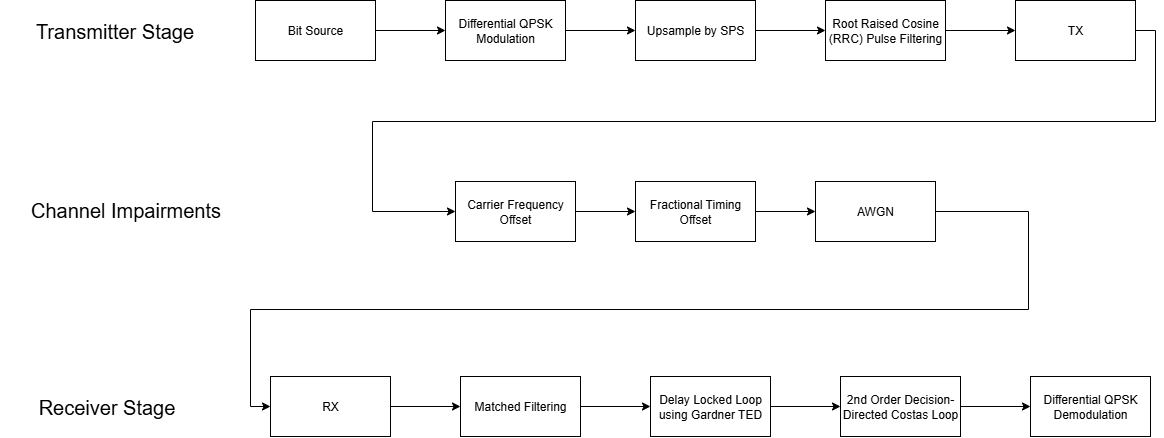 Transmitter Stage
Bit Source
Differential QPSK
Modulation
Upsample by SPS
Root Raised Cosine
(RRC) Pulse Filtering
TX
Channel Impairments
Carrier Frequency
Offset
Fractional Timing
Offset
AWGN
Receiver Stage
RX
Matched Filtering
Delay Locked Loop
using Gardner TED
2nd Order Decision-
Directed Costas Loop
Differential QPSK
Demodulation